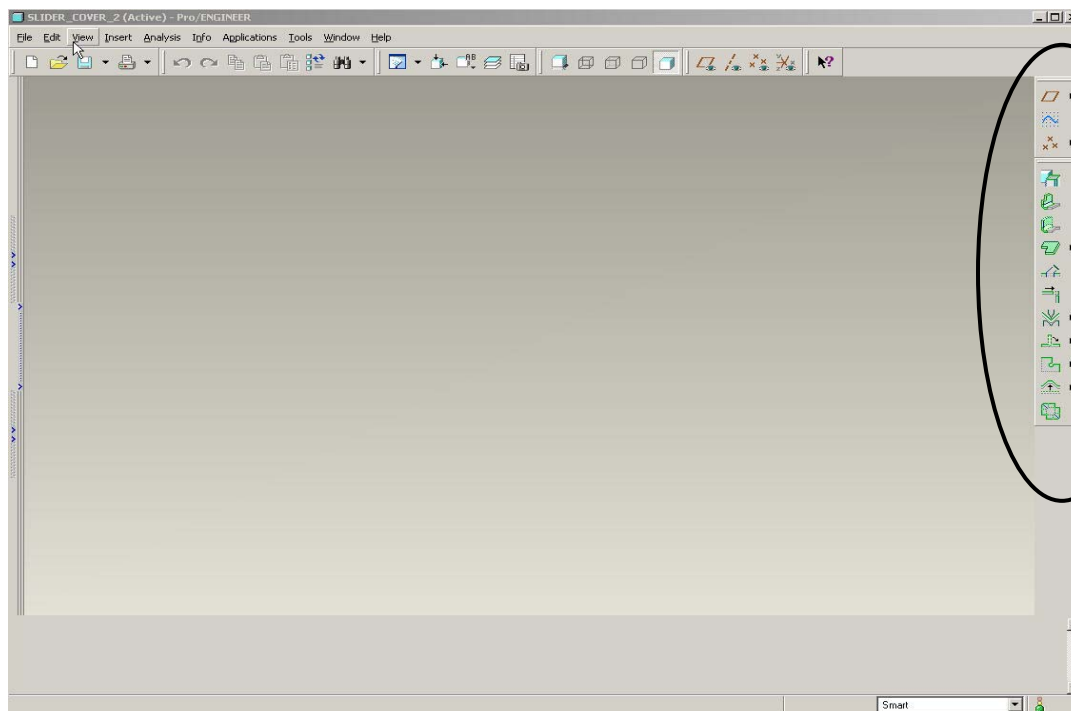 SLIDER_COVER_2 (Active) - Pro/ENGINEER
File Edit View Insert Analysis Info Applications Tools Window Help
Smart